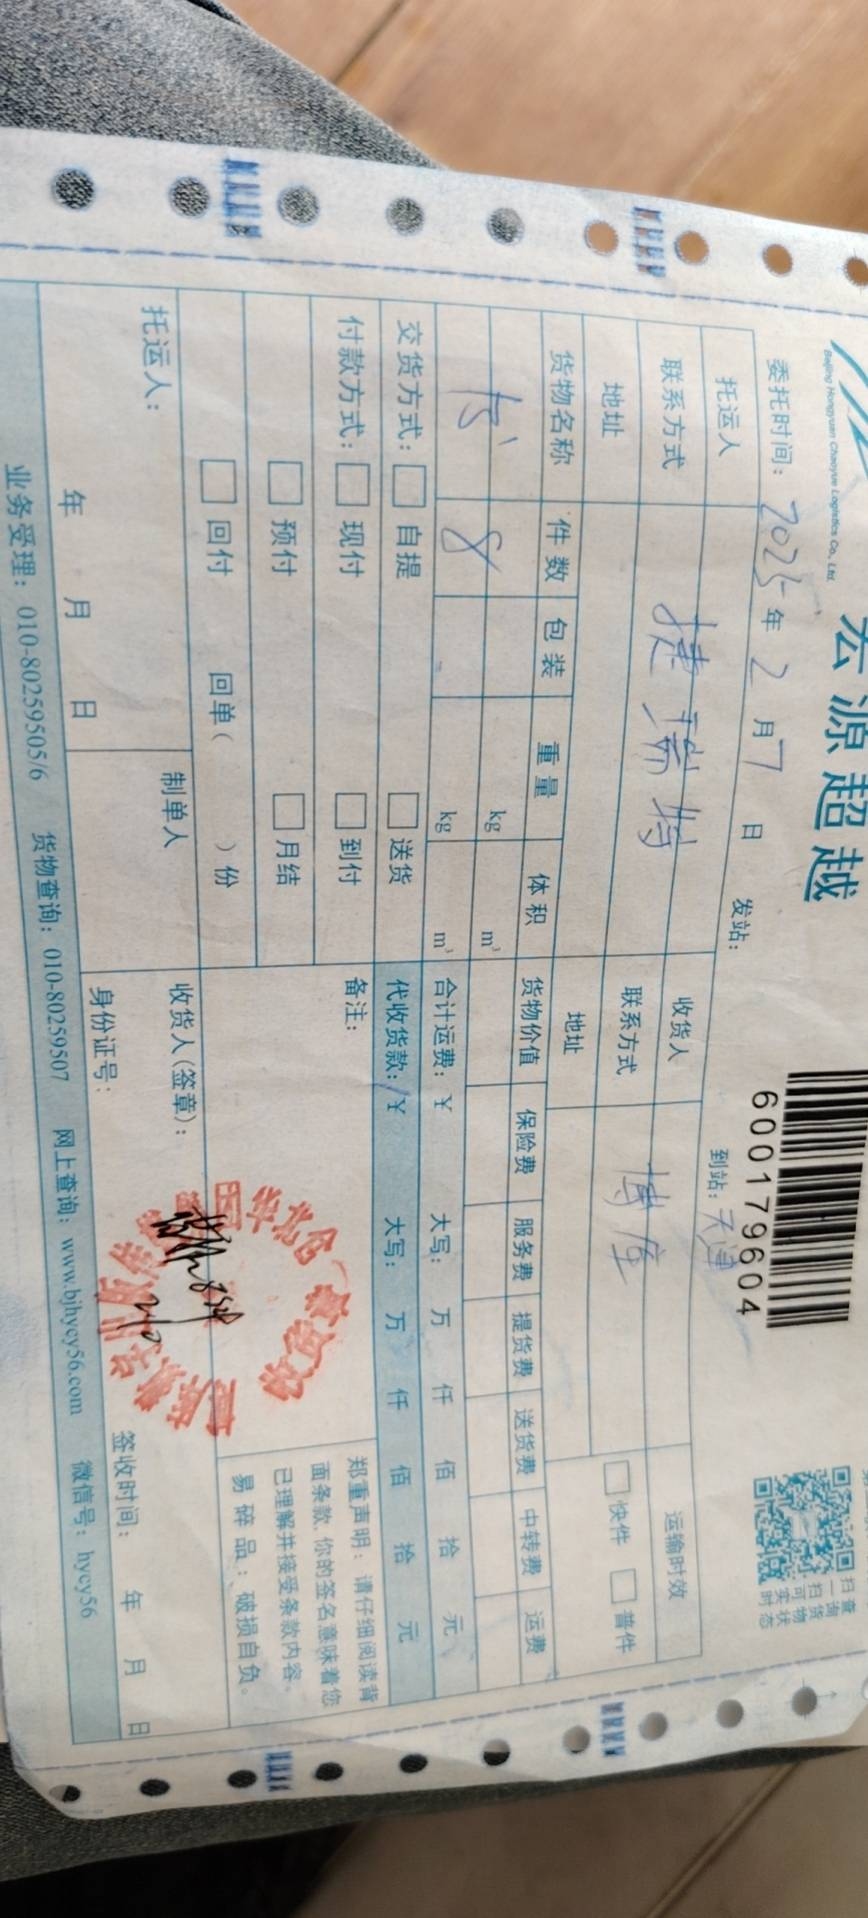 宏源超越
Beijing Hongyuan Chaoyue Logistics Co., Ltd.
600179604
扫一扫可实时
查询货物状态
委托时间：2025年2月7日 发站： 到站：天津
托运人 捷瑞特 收货人 博库 运输时效
联系方式 联系方式 快件 普件
地址 地址
货物名称 件数 包装 重量 体积 货物价值 保险费 服务费 提货费 送货费 中转费 运费
kg m³
书 8 kg m³ 合计运费：¥ 大写： 万 仟 佰 拾 元
交货方式： 自提 送货 代收货款：¥ 大写： 万 仟 佰 拾 元
付款方式： 现付 到付 备注：
预付 月结
回付 回单（ ）份
郑重声明：请仔细阅读背
面条款，你的签名意味着您
已理解并接受条款内容。
易碎品：破损自负。
托运人： 制单人 收货人（签章）：
年 月 日 身份证号： 签收时间： 年 月 日
业务受理：010-80259505/6 货物查询：010-80259507 网上查询：www.bjhycy56.com 微信号：hycy56